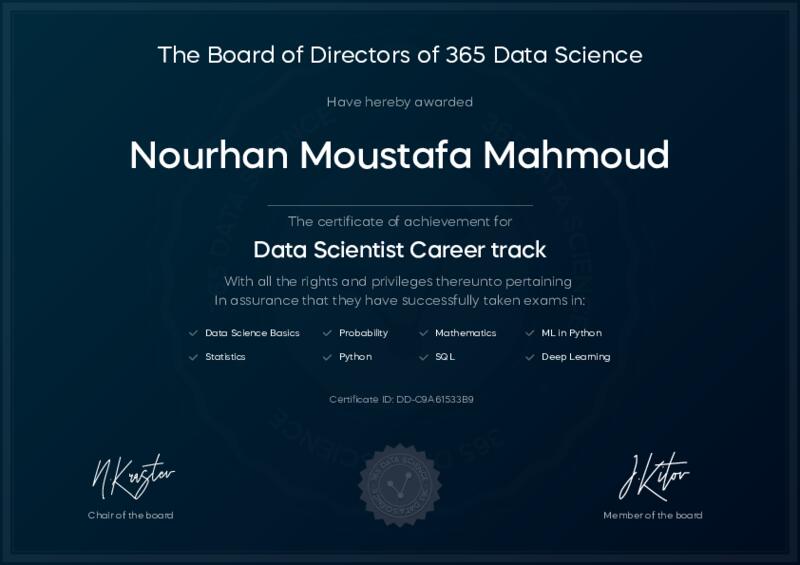 The Board of Directors of 365 Data Science
Have hereby awarded
Nourhan Moustafa Mahmoud
The certificate of achievement for
Data Scientist Career track
With all the rights and privileges thereunto pertaining
In assurance that they have successfully taken exams in:
Data Science Basics Probability Mathematics ML in Python
Statistics Python SQL Deep Learning
Certificate ID: DD-C9A61533B9
N.Krastev
J.Kitov
365 DATA SCIENCE
Chair of the board
Member of the board